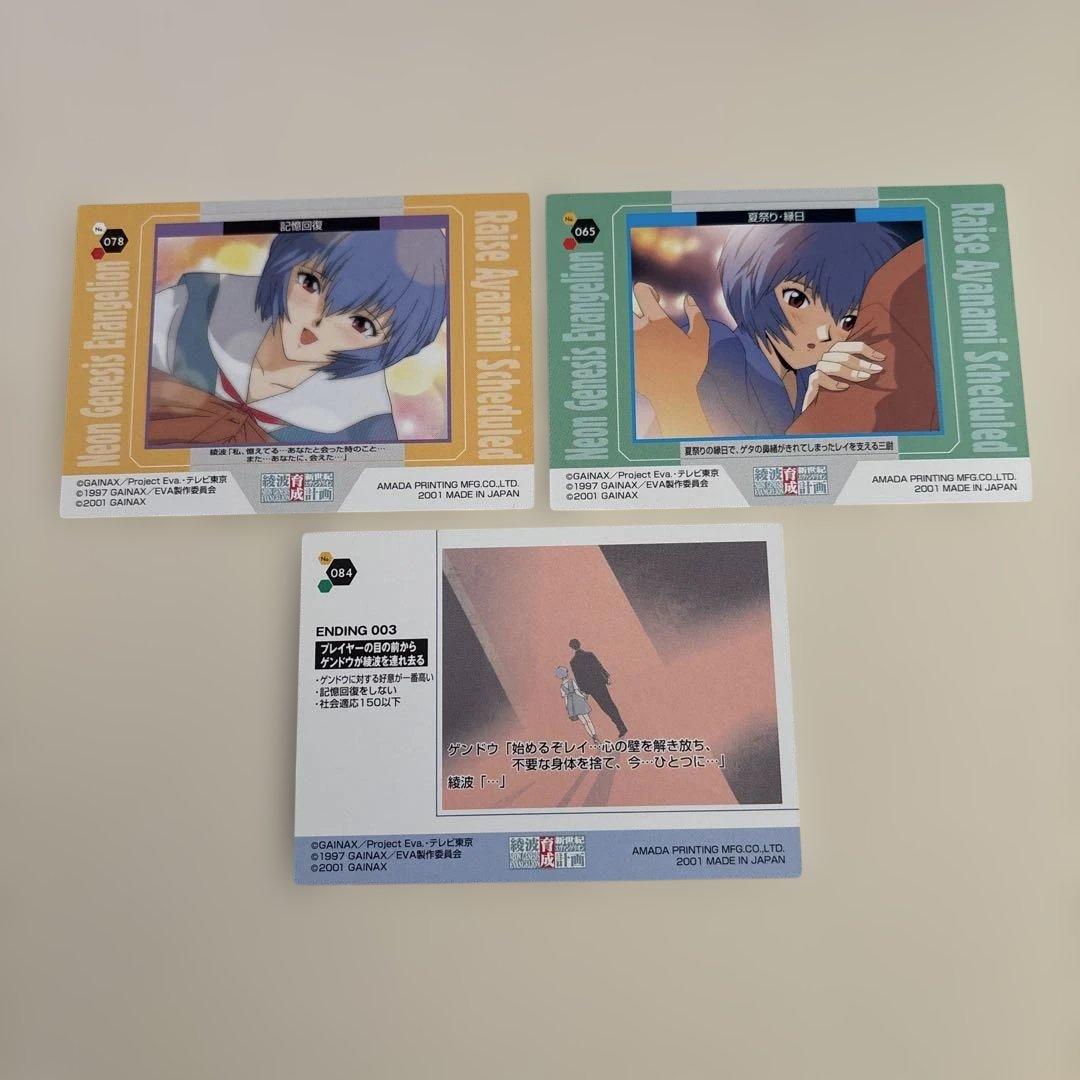 No. 078
記憶回復
Neon Genesis Evangelion
Raise Ayanami Scheduled
綾波「私、憶えてる…あなたと会った時のこと…
また…あなたに、会えた…」
©GAINAX／Project Eva.・テレビ東京
©1997 GAINAX／EVA製作委員会
©2001 GAINAX
新世紀
綾波育成計画
AMADA PRINTING MFG.CO.,LTD.
2001 MADE IN JAPAN
No. 065
夏祭り・縁日
Neon Genesis Evangelion
Raise Ayanami Scheduled
夏祭りの縁日で、ゲタの鼻緒がきれてしまったレイを支える三尉
©GAINAX／Project Eva.・テレビ東京
©1997 GAINAX／EVA製作委員会
©2001 GAINAX
新世紀
綾波育成計画
AMADA PRINTING MFG.CO.,LTD.
2001 MADE IN JAPAN
No. 084
ENDING 003
プレイヤーの目の前から
ゲンドウが綾波を連れ去る
・ゲンドウに対する好意が一番高い
・記憶回復をしない
・社会適応150以下
ゲンドウ「始めるぞレイ…心の壁を解き放ち、
不要な身体を捨て、今…ひとつに…」
綾波「…」
©GAINAX／Project Eva.・テレビ東京
©1997 GAINAX／EVA製作委員会
©2001 GAINAX
新世紀
綾波育成計画
AMADA PRINTING MFG.CO.,LTD.
2001 MADE IN JAPAN